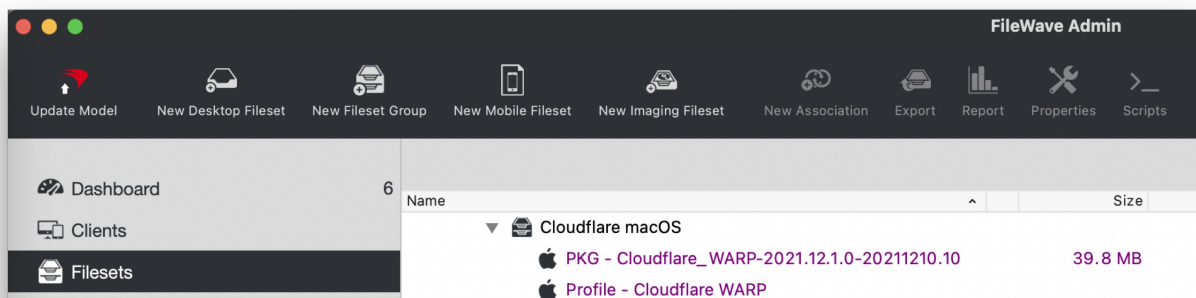 FileWave Admin
Update Model New Desktop Fileset New Fileset Group New Mobile Fileset New Imaging Fileset New Association Export Report Properties Scripts
Dashboard 6
Clients
Filesets
Name Size
Cloudflare macOS
PKG - Cloudflare_WARP-2021.12.1.0-20211210.10 39.8 MB
Profile - Cloudflare WARP